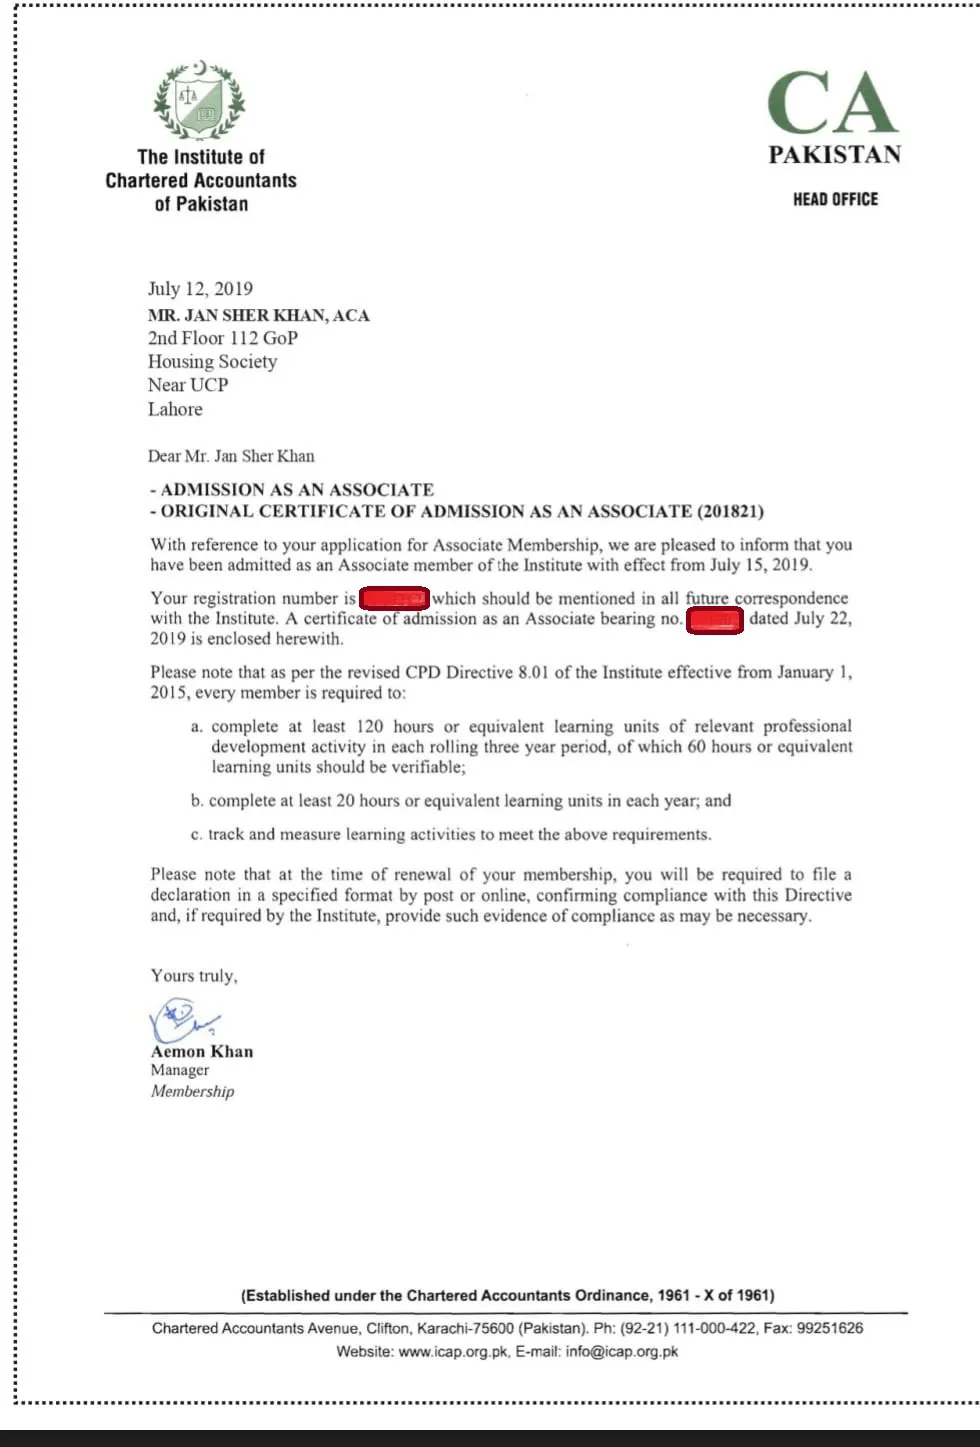 The Institute of
Chartered Accountants
of Pakistan
CA
PAKISTAN
HEAD OFFICE
July 12, 2019
MR. JAN SHER KHAN, ACA
2nd Floor 112 GoP
Housing Society
Near UCP
Lahore
Dear Mr. Jan Sher Khan
- ADMISSION AS AN ASSOCIATE
- ORIGINAL CERTIFICATE OF ADMISSION AS AN ASSOCIATE (201821)
With reference to your application for Associate Membership, we are pleased to inform that you
have been admitted as an Associate member of the Institute with effect from July 15, 2019.
Your registration number is which should be mentioned in all future correspondence
with the Institute. A certificate of admission as an Associate bearing no. dated July 22,
2019 is enclosed herewith.
Please note that as per the revised CPD Directive 8.01 of the Institute effective from January 1,
2015, every member is required to:
a. complete at least 120 hours or equivalent learning units of relevant professional
development activity in each rolling three year period, of which 60 hours or equivalent
learning units should be verifiable;
b. complete at least 20 hours or equivalent learning units in each year; and
c. track and measure learning activities to meet the above requirements.
Please note that at the time of renewal of your membership, you will be required to file a
declaration in a specified format by post or online, confirming compliance with this Directive
and, if required by the Institute, provide such evidence of compliance as may be necessary.
Yours truly,
Aemon Khan
Manager
Membership
(Established under the Chartered Accountants Ordinance, 1961 - X of 1961)
Chartered Accountants Avenue, Clifton, Karachi-75600 (Pakistan). Ph: (92-21) 111-000-422, Fax: 99251626
Website: www.icap.org.pk, E-mail: info@icap.org.pk